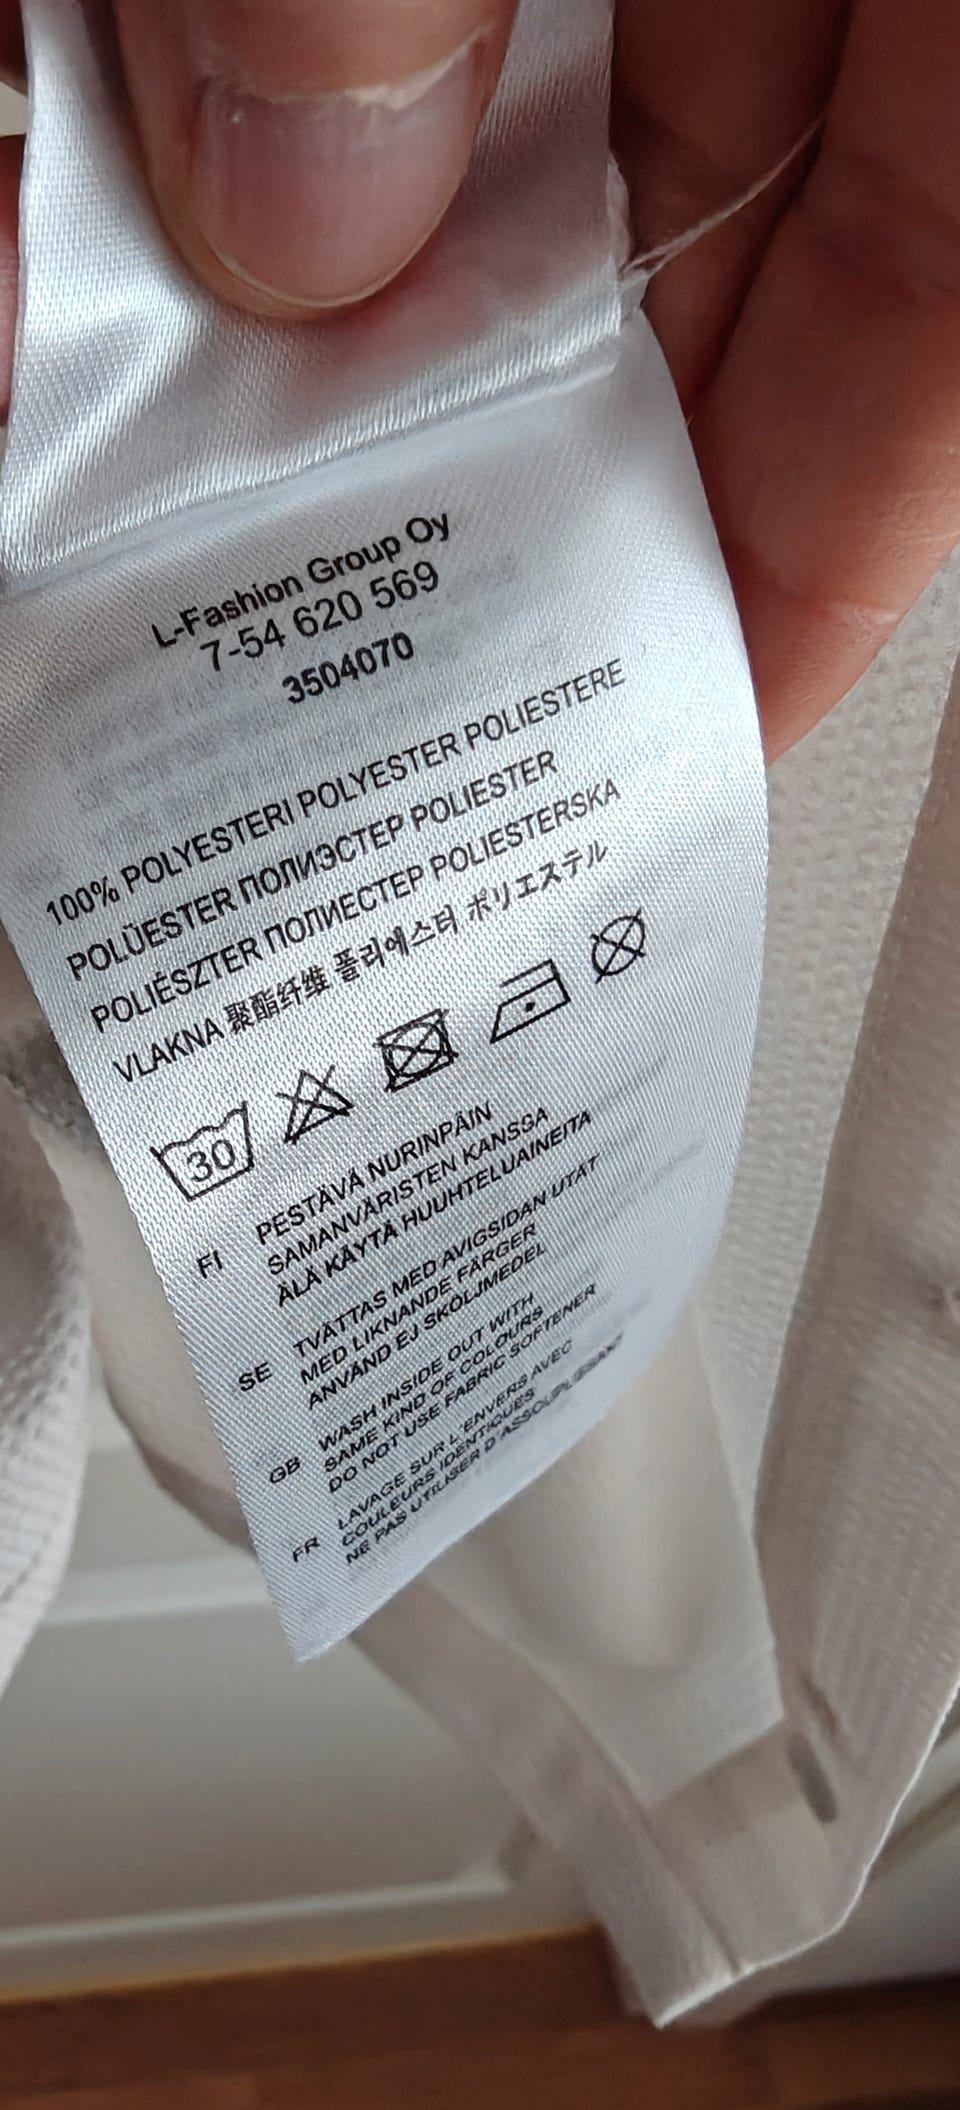 L-Fashion Group Oy
7-54 620 569
3504070
100% POLYESTERI POLYESTER POLIESTERE
POLÜESTER ПОЛИЭСТЕР POLIESTER
POLIÉSZTER ПОЛИЕСТЕР POLIESTERSKA
VLAKNA 聚酯纤维 폴리에스터 ポリエステル
30
FI PESTÄVÄ NURINPÄIN
SAMANVÄRISTEN KANSSA
ÄLÄ KÄYTÄ HUUHTELUAINEITA
SE TVÄTTAS MED AVIGSIDAN UTÅT
MED LIKNANDE FÄRGER
ANVÄND EJ SKÖLJMEDEL
GB WASH INSIDE OUT WITH
SAME KIND OF COLOURS
DO NOT USE FABRIC SOFTENER
FR LAVAGE SUR L'ENVERS AVEC
COULEURS IDENTIQUES
NE PAS UTILISER D'ASSOUPLISSANT